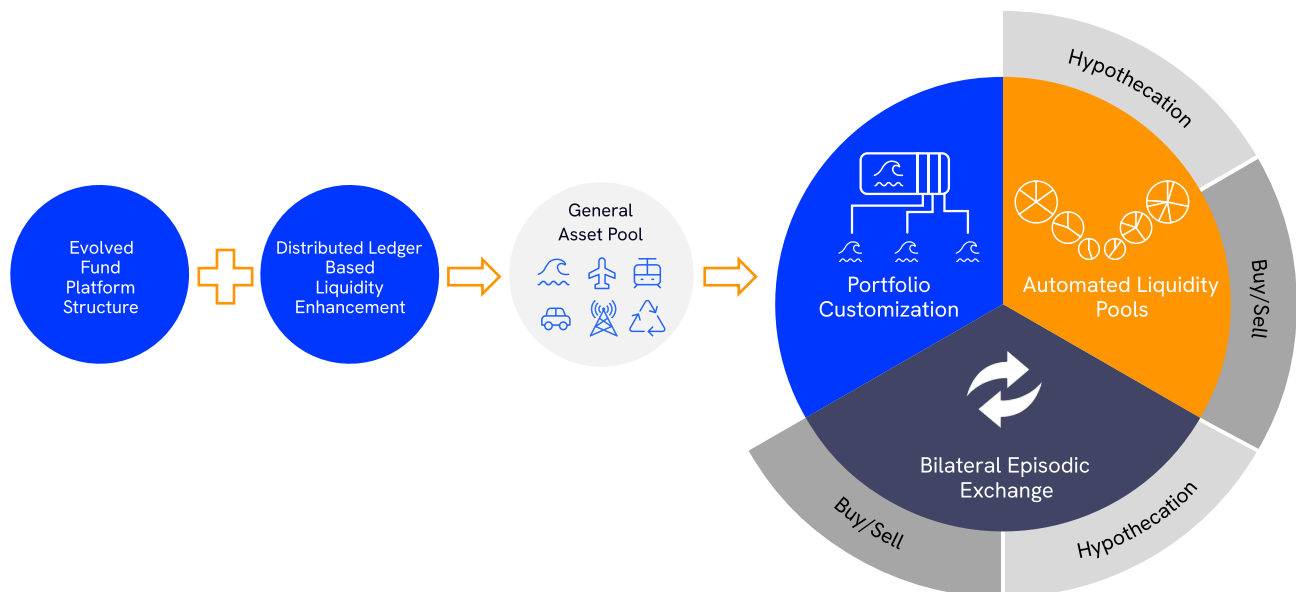 Evolved
Fund
Platform
Structure
Distributed Ledger
Based
Liquidity
Enhancement
General
Asset Pool
Portfolio
Customization
Automated Liquidity
Pools
Bilateral Episodic
Exchange
Hypothecation
Buy/Sell
Hypothecation
Buy/Sell